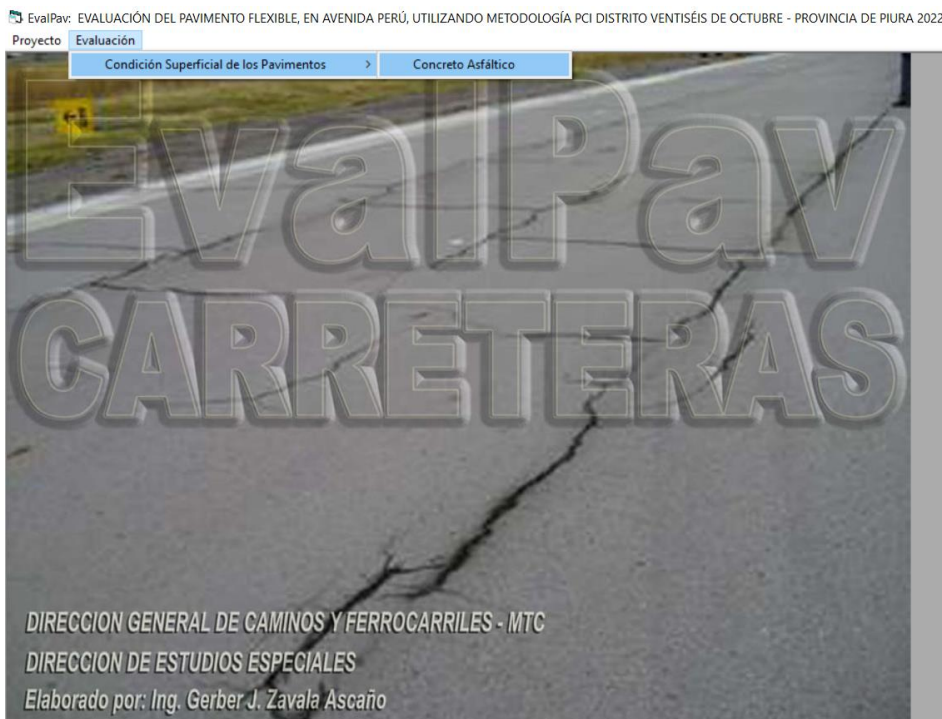 EvalPav: EVALUACIÓN DEL PAVIMENTO FLEXIBLE, EN AVENIDA PERÚ, UTILIZANDO METODOLOGÍA PCI DISTRITO VENTISÉIS DE OCTUBRE - PROVINCIA DE PIURA 2022
Proyecto Evaluación
Condición Superficial de los Pavimentos > Concreto Asfáltico
EvalPav
CARRETERAS
DIRECCION GENERAL DE CAMINOS Y FERROCARRILES - MTC
DIRECCION DE ESTUDIOS ESPECIALES
Elaborado por: Ing. Gerber J. Zavala Ascaño